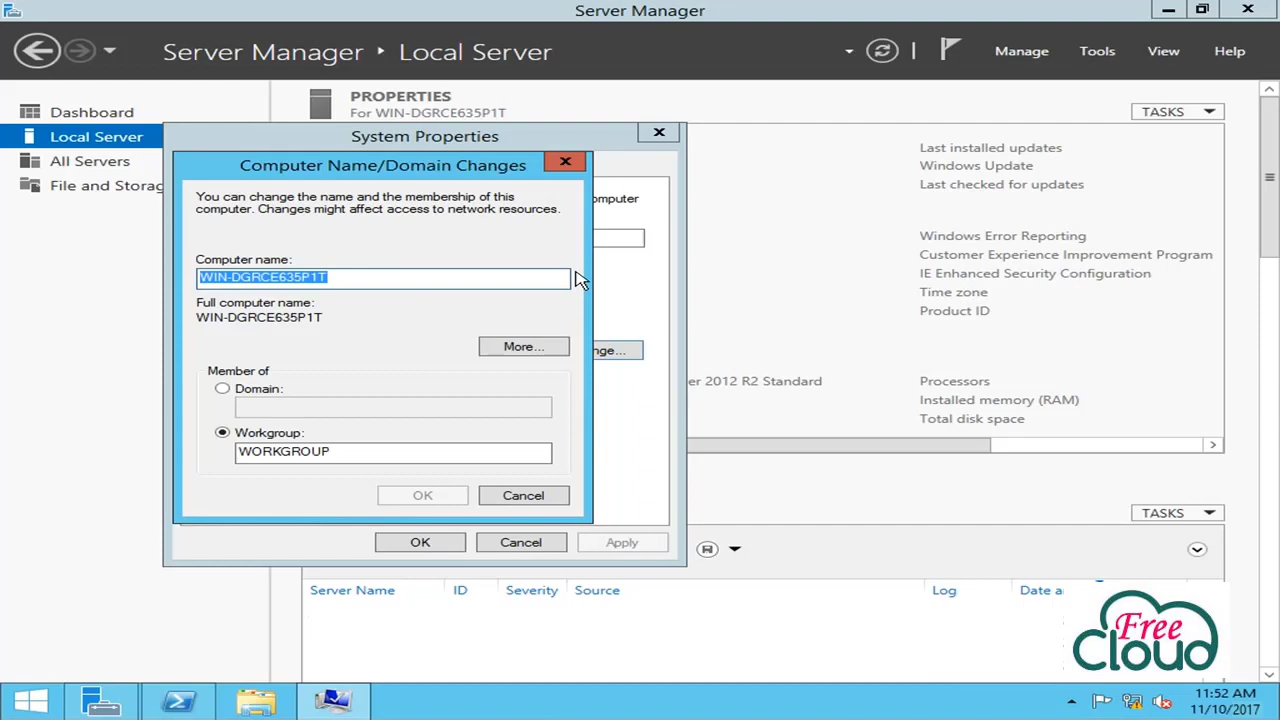 Server Manager
Server Manager ‣ Local Server
Manage Tools View Help
Dashboard
Local Server
All Servers
File and Storag
PROPERTIES
For WIN-DGRCE635P1T
TASKS
Last installed updates
Windows Update
Last checked for updates
Windows Error Reporting
Customer Experience Improvement Program
IE Enhanced Security Configuration
Time zone
Product ID
er 2012 R2 Standard
Processors
Installed memory (RAM)
Total disk space
System Properties
omputer
nge...
OK Cancel Apply
Computer Name/Domain Changes
You can change the name and the membership of this
computer. Changes might affect access to network resources.
Computer name:
WIN-DGRCE635P1T
Full computer name:
WIN-DGRCE635P1T
More...
Member of
Domain:
Workgroup:
WORKGROUP
OK Cancel
TASKS
Server Name ID Severity Source Log Date a
Free
Cloud
11:52 AM
11/10/2017